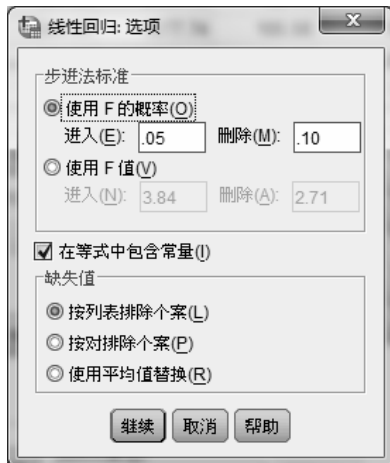 线性回归: 选项
步进法标准
使用 F 的概率(O)
进入(E): .05 删除(M): .10
使用 F 值(V)
进入(N): 3.84 删除(A): 2.71
在等式中包含常量(I)
缺失值
按列表排除个案(L)
按对排除个案(P)
使用平均值替换(R)
继续 取消 帮助